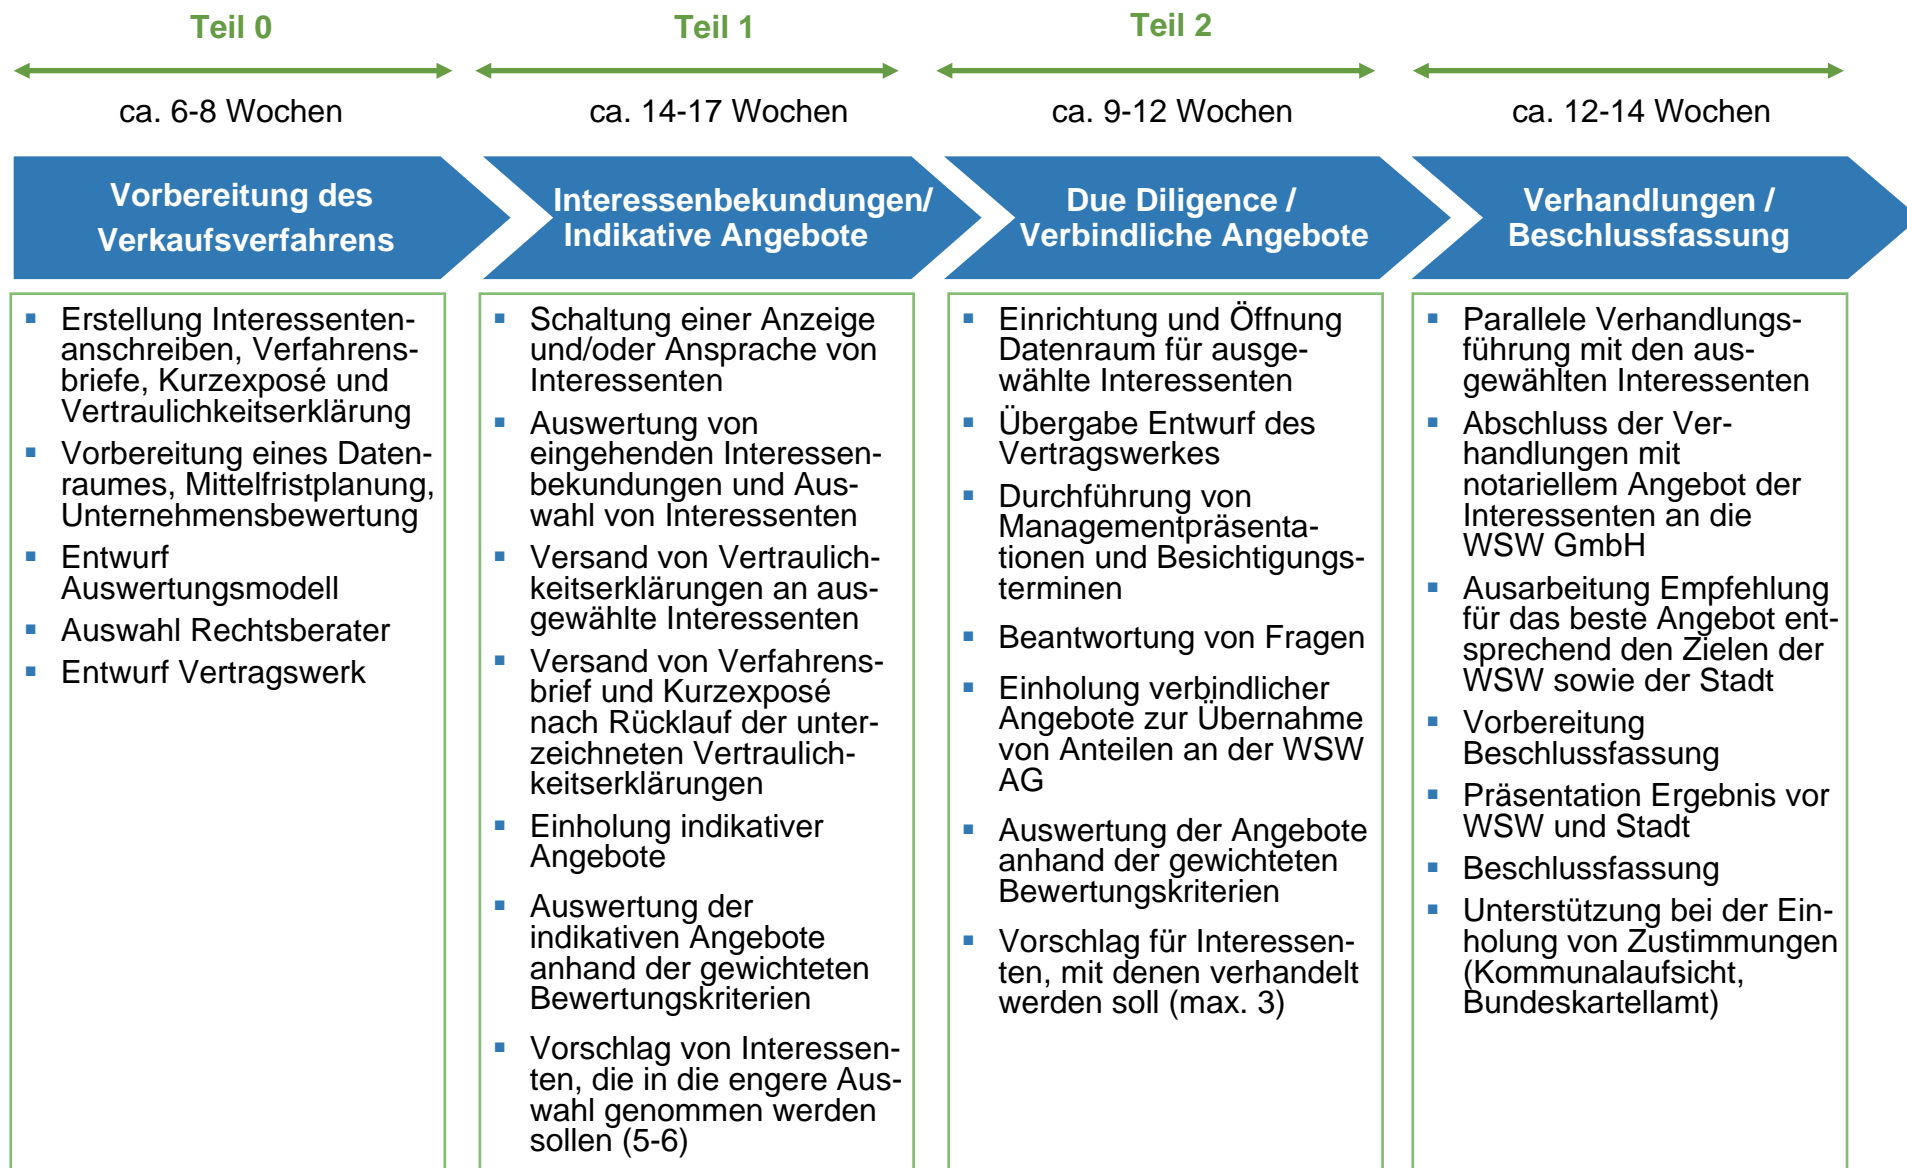 Teil 0
Teil 1
Teil 2
ca. 6-8 Wochen
ca. 14-17 Wochen
ca. 9-12 Wochen
ca. 12-14 Wochen
Vorbereitung des
Verkaufsverfahrens
Interessenbekundungen/
Indikative Angebote
Due Diligence /
Verbindliche Angebote
Verhandlungen /
Beschlussfassung
▪ Erstellung Interessenten-
anschreiben, Verfahrens-
briefe, Kurzexposé und
Vertraulichkeitserklärung
▪ Vorbereitung eines Daten-
raumes, Mittelfristplanung,
Unternehmensbewertung
▪ Entwurf
Auswertungsmodell
▪ Auswahl Rechtsberater
▪ Entwurf Vertragswerk
▪ Schaltung einer Anzeige
und/oder Ansprache von
Interessenten
▪ Auswertung von
eingehenden Interessen-
bekundungen und Aus-
wahl von Interessenten
▪ Versand von Vertraulich-
keitserklärungen an aus-
gewählte Interessenten
▪ Versand von Verfahrens-
brief und Kurzexposé
nach Rücklauf der unter-
zeichneten Vertraulich-
keitserklärungen
▪ Einholung indikativer
Angebote
▪ Auswertung der
indikativen Angebote
anhand der gewichteten
Bewertungskriterien
▪ Vorschlag von Interessen-
ten, die in die engere Aus-
wahl genommen werden
sollen (5-6)
▪ Einrichtung und Öffnung
Datenraum für ausge-
wählte Interessenten
▪ Übergabe Entwurf des
Vertragswerkes
▪ Durchführung von
Managementpräsenta-
tionen und Besichtigungs-
terminen
▪ Beantwortung von Fragen
▪ Einholung verbindlicher
Angebote zur Übernahme
von Anteilen an der WSW
AG
▪ Auswertung der Angebote
anhand der gewichteten
Bewertungskriterien
▪ Vorschlag für Interessen-
ten, mit denen verhandelt
werden soll (max. 3)
▪ Parallele Verhandlungs-
führung mit den aus-
gewählten Interessenten
▪ Abschluss der Ver-
handlungen mit
notariellem Angebot der
Interessenten an die
WSW GmbH
▪ Ausarbeitung Empfehlung
für das beste Angebot ent-
sprechend den Zielen der
WSW sowie der Stadt
▪ Vorbereitung
Beschlussfassung
▪ Präsentation Ergebnis vor
WSW und Stadt
▪ Beschlussfassung
▪ Unterstützung bei der Ein-
holung von Zustimmungen
(Kommunalaufsicht,
Bundeskartellamt)